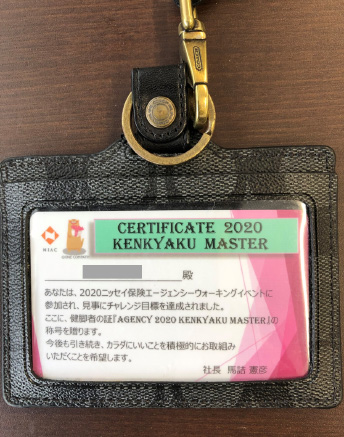 COACH
NIAC
CERTIFICATE 2020
KENKYAKU MASTER
殿
あなたは、2020ニッセイ保険エージェンシーウォーキングイベントに
参加され、見事にチャレンジ目標を達成されました。
ここに、健脚者の証『AGENCY 2020 KENKYAKU MASTER』の
称号を贈ります。
今後も引き続き、カラダにいいことを積極的にお取組み
いただくことを希望します。
社長 馬詰 憲彦